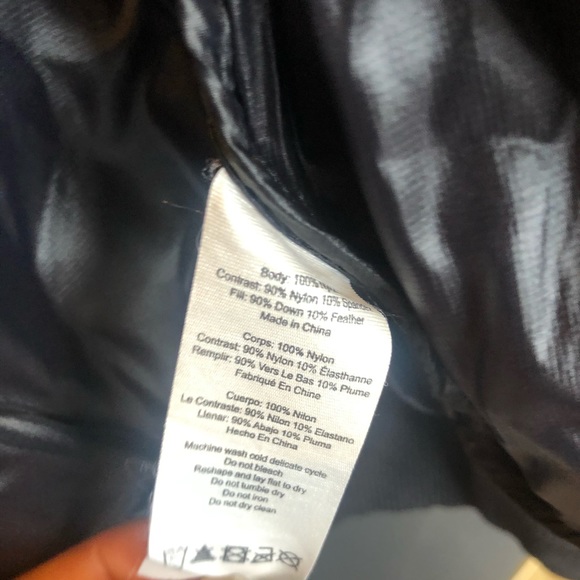 Body: 100%
Contrast: 90% Nylon 10%
Fill: 90% Down 10% Feather
Made in China
Corps: 100% Nylon
Contrast: 90% Nylon 10% Élasthanne
Remplir: 90% Vers Le Bas 10% Plume
Fabriqué En Chine
Cuerpo: 100% Nilon
Le Contraste: 90% Nilon 10% Elastano
Llenar: 90% Abajo 10% Pluma
Hecho En China
Machine wash cold delicate cycle
Do not bleach
Reshape and lay flat to dry
Do not tumble dry
Do not iron
Do not dry clean